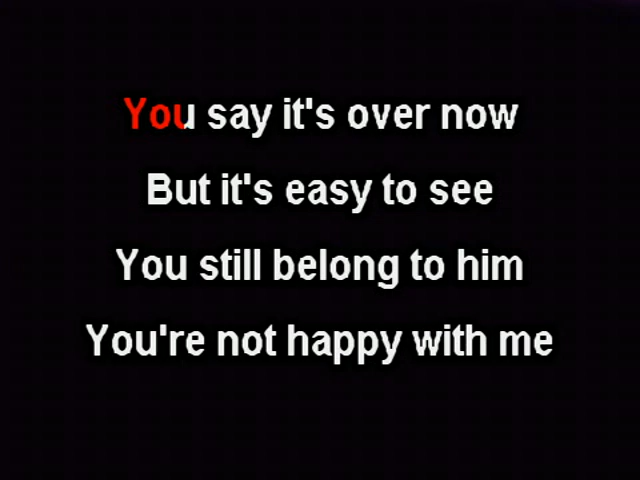 You say it's over now
But it's easy to see
You still belong to him
You're not happy with me